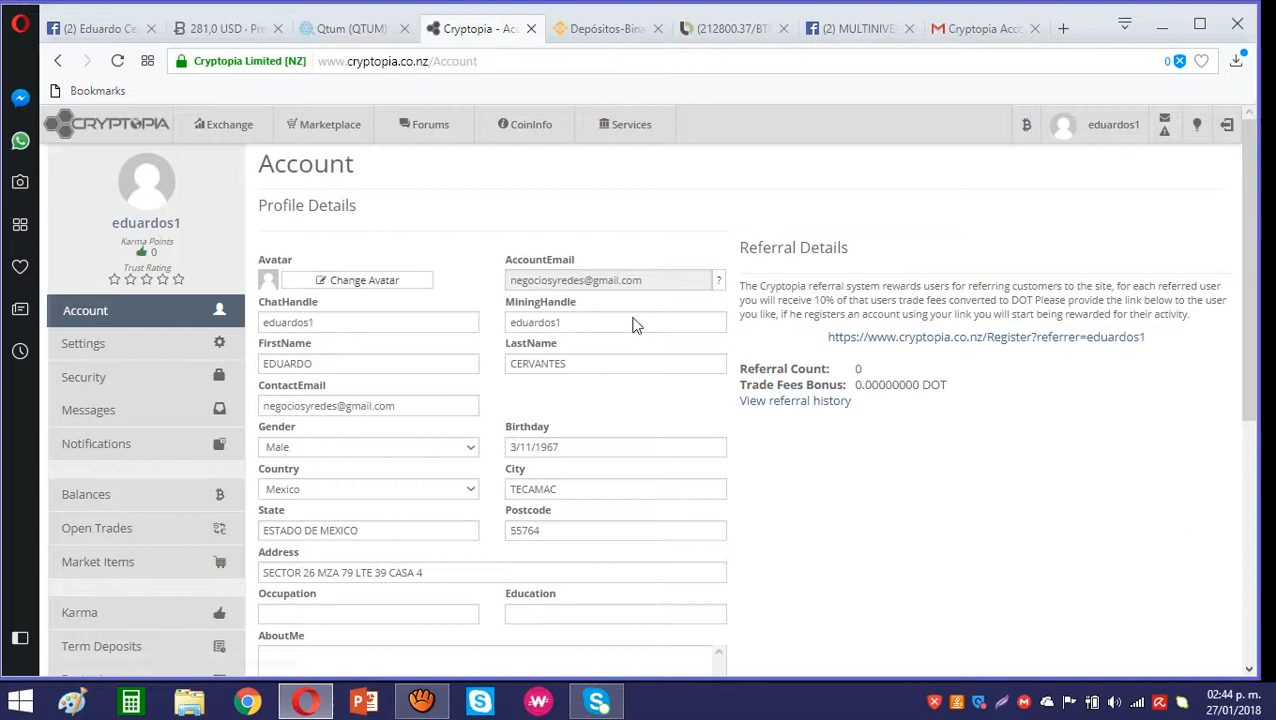 (2) Eduardo Ce
281,0 USD - Pr
Qtum (QTUM)
Cryptopia - Acc
Depósitos-Bina
(212800.37/BT
(2) MULTINIVE
Cryptopia Acc
Cryptopia Limited [NZ]
www.cryptopia.co.nz/Account
0
Bookmarks
CRYPTOPIA
Exchange
Marketplace
Forums
CoinInfo
Services
eduardos1
eduardos1
Karma Points
0
Trust Rating
Account
Settings
Security
Messages
Notifications
Balances
Open Trades
Market Items
Karma
Term Deposits
Account
Profile Details
Avatar
AccountEmail
Change Avatar
negociosyredes@gmail.com
?
ChatHandle
MiningHandle
eduardos1
eduardos1
FirstName
LastName
EDUARDO
CERVANTES
ContactEmail
negociosyredes@gmail.com
Gender
Birthday
Male
3/11/1967
Country
City
Mexico
TECAMAC
State
Postcode
ESTADO DE MEXICO
55764
Address
SECTOR 26 MZA 79 LTE 39 CASA 4
Occupation
Education
AboutMe
Referral Details
The Cryptopia referral system rewards users for referring customers to the site, for each referred user
you will receive 10% of that users trade fees converted to DOT Please provide the link below to the user
you like, if he registers an account using your link you will start being rewarded for their activity.
https://www.cryptopia.co.nz/Register?referrer=eduardos1
Referral Count: 0
Trade Fees Bonus: 0.00000000 DOT
View referral history
02:44 p. m.
27/01/2018